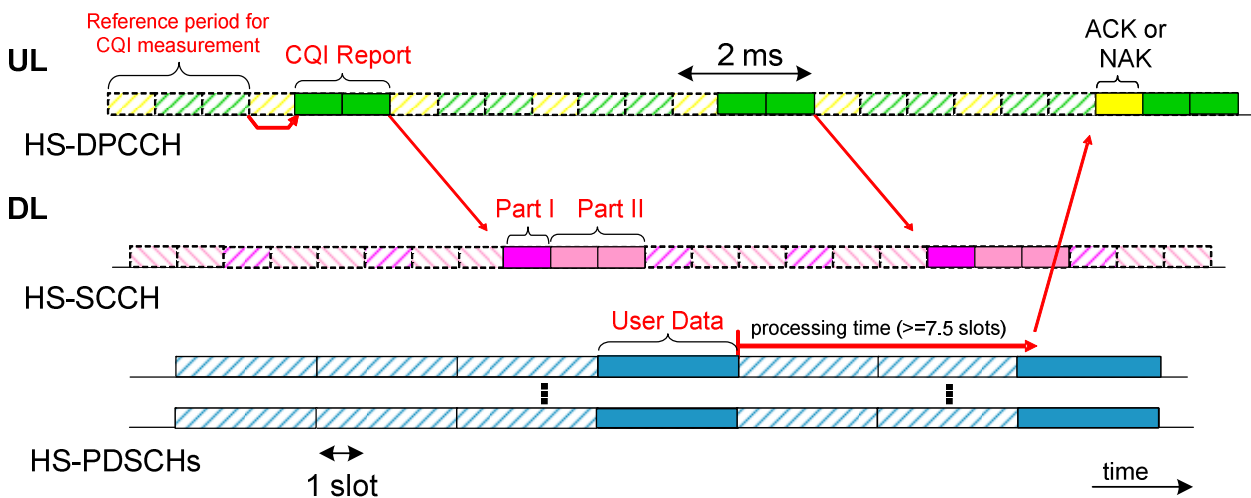 Reference period for
CQI measurement
UL
CQI Report
2 ms
ACK or
NAK
HS-DPCCH
DL
Part I
Part II
HS-SCCH
User Data
processing time (>=7.5 slots)
HS-PDSCHs
1 slot
time